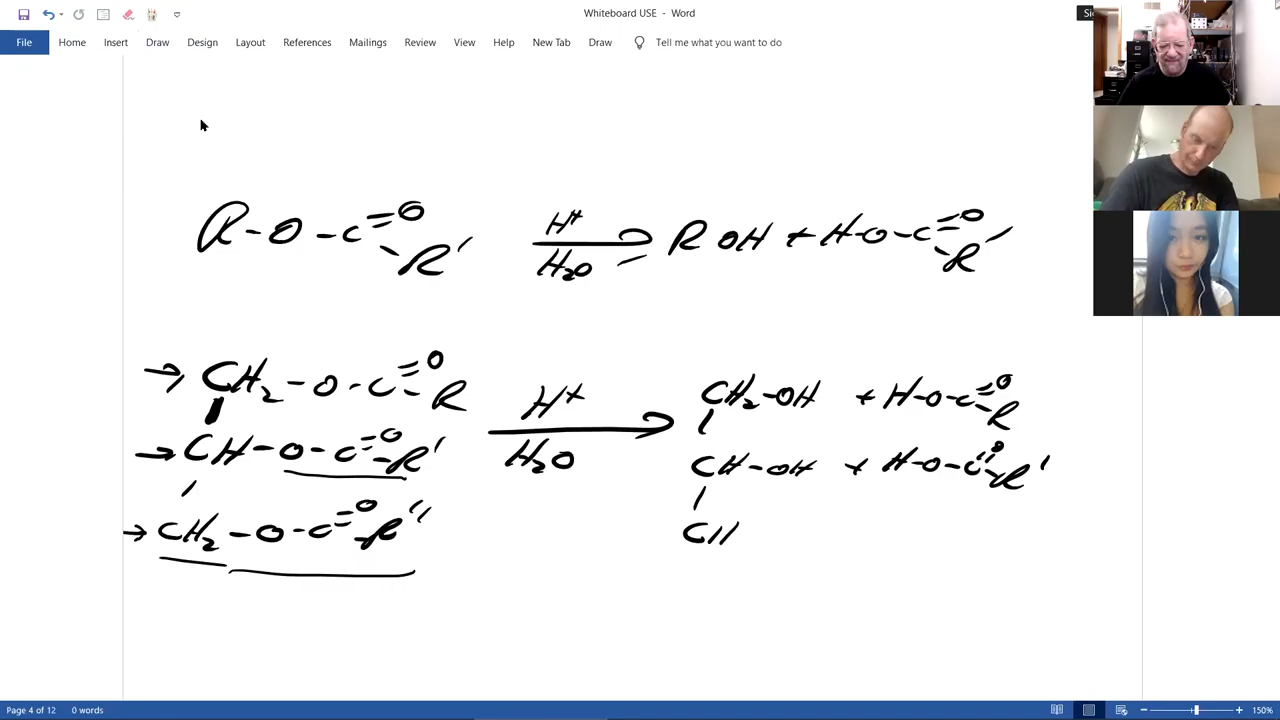 Whiteboard USE - Word
File Home Insert Draw Design Layout References Mailings Review View Help New Tab Draw Tell me what you want to do
R-O-C=O-R' H+ H2O ROH + H-O-C=O-R'
CH2-O-C=O-R H+ H2O CH2-OH + H-O-C=O-R
CH-O-C=O-R' CH-OH + H-O-C=O-R'
CH2-O-C=O-R'' CH
Page 4 of 12 0 words 150%